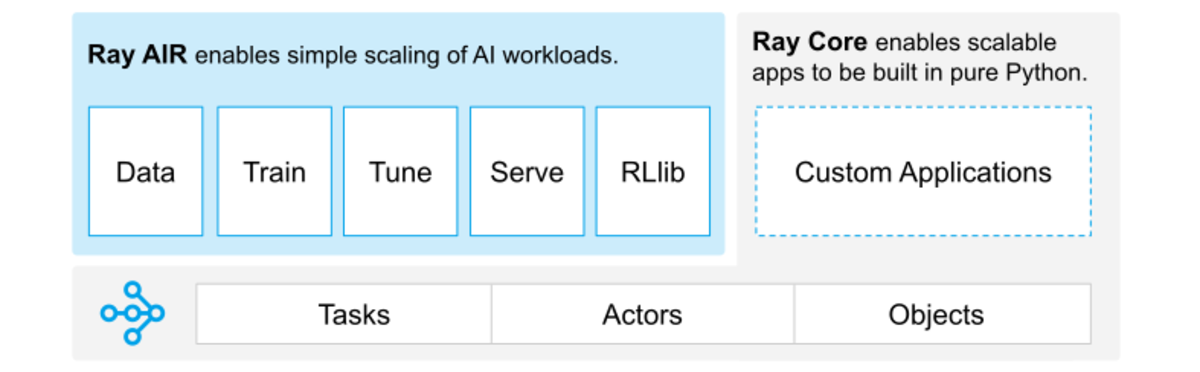 Ray AIR enables simple scaling of AI workloads.
Ray Core enables scalable
apps to be built in pure Python.
Data
Train
Tune
Serve
RLlib
Custom Applications
Tasks
Actors
Objects